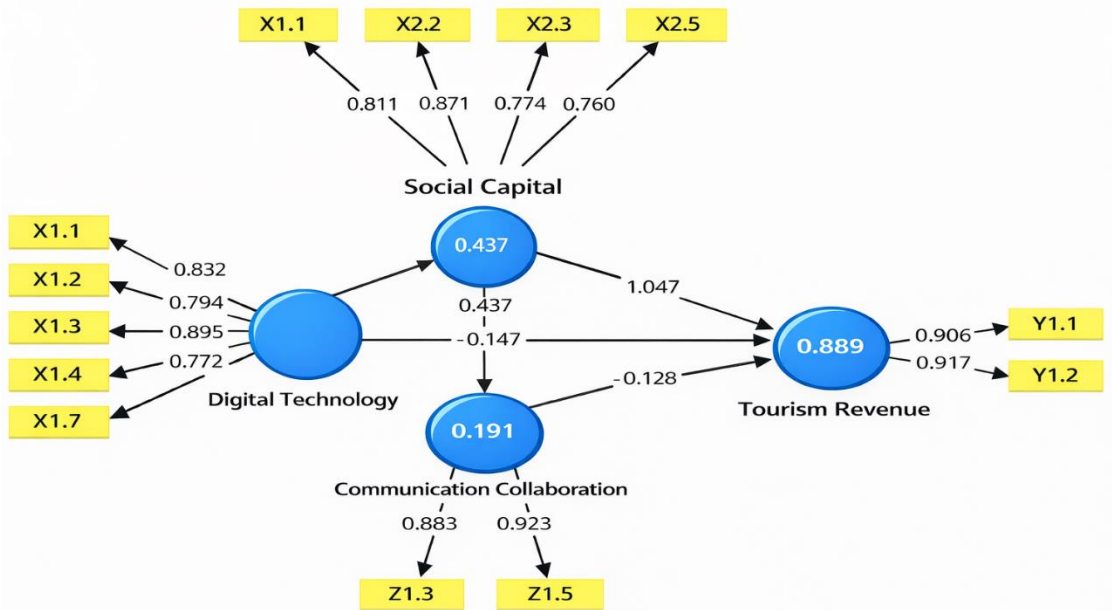 X1.1 X2.2 X2.3 X2.5
0.811 0.871 0.774 0.760
Social Capital
0.437
X1.1
0.832
X1.2
0.794
X1.3
0.895
X1.4
0.772
X1.7
Digital Technology
0.437
1.047
-0.147
-0.128
0.889
Tourism Revenue
0.906
Y1.1
0.917
Y1.2
0.191
Communication Collaboration
0.883 0.923
Z1.3 Z1.5